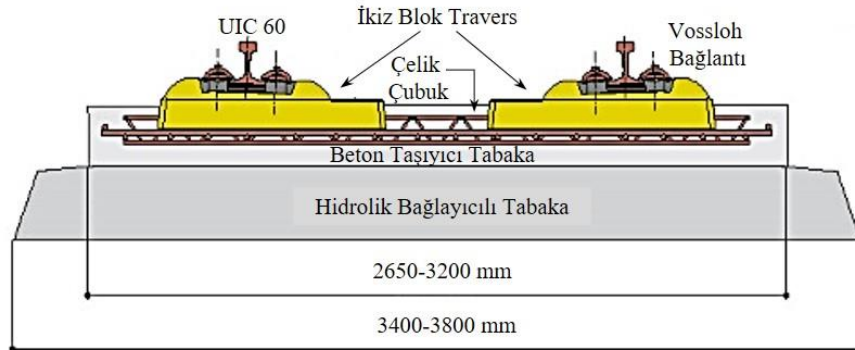 UIC 60
İkiz Blok Travers
Vossloh
Bağlantı
Çelik
Çubuk
Beton Taşıyıcı Tabaka
Hidrolik Bağlayıcılı Tabaka
2650-3200 mm
3400-3800 mm